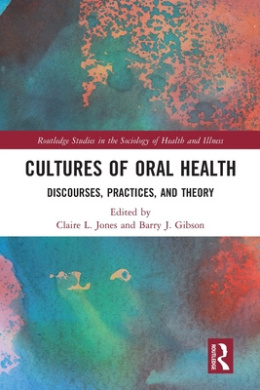 Routledge Studies in the Sociology of Health and Illness
CULTURES OF ORAL HEALTH
DISCOURSES, PRACTICES, AND THEORY
Edited by
Claire L. Jones and Barry J. Gibson
ROUTLEDGE